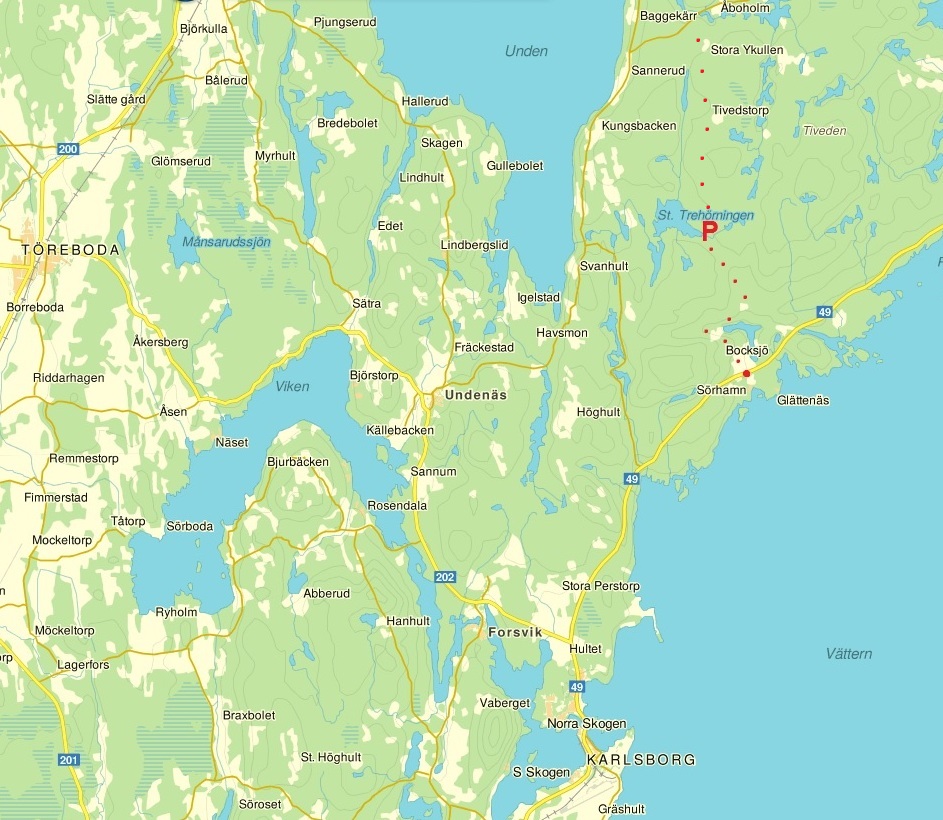 Åboholm
Baggekärr
Pjungserud
Björkulla
Unden
Stora Ykullen
Sannerud
Bålerud
Slätte gård
Hallerud
Tivedstorp
Bredebolet
Kungsbacken
Tiveden
Skagen
200
Myrhult
Glömserud
Gullebolet
Lindhult
St. Trehörningen
Edet
P
Månsarudssjön
Lindbergslid
TÖREBODA
Svanhult
Igelstad
Sätra
Borreboda
49
Havsmon
Åkersberg
Fräckestad
Bocksjö
Björstorp
Riddarhagen
Viken
Sörhamn
Undenäs
Glättenäs
Åsen
Höghult
Källebacken
Näset
Remmestorp
Bjurbäcken
Sannum
49
Fimmerstad
Rosendala
Tåtorp
Sörboda
Mockeltorp
202
Stora Perstorp
n
Abberud
Ryholm
Hanhult
Möckeltorp
Forsvik
Hultet
Vättern
orp
Lagerfors
49
Vaberget
Braxbolet
Norra Skogen
St. Höghult
201
KARLSBORG
S Skogen
Söroset
Gräshult